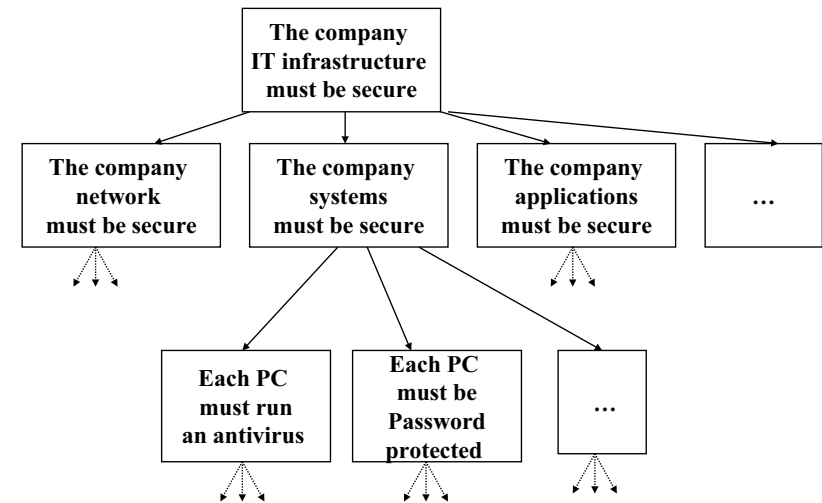 The company
IT infrastructure
must be secure
The company
network
must be secure
The company
systems
must be secure
The company
applications
must be secure
...
Each PC
must run
an antivirus
Each PC
must be
Password
protected
...